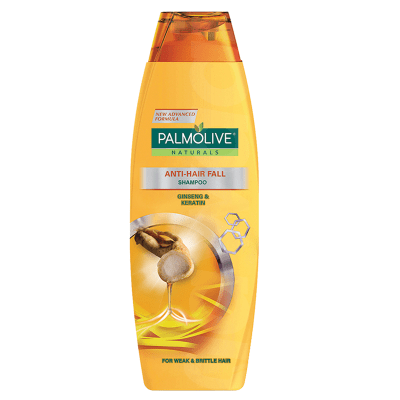 NEW ADVANCED
FORMULA
PALMOLIVE
NATURALS
ANTI-HAIR FALL
SHAMPOO
GINSENG &
KERATIN
FOR WEAK & BRITTLE HAIR